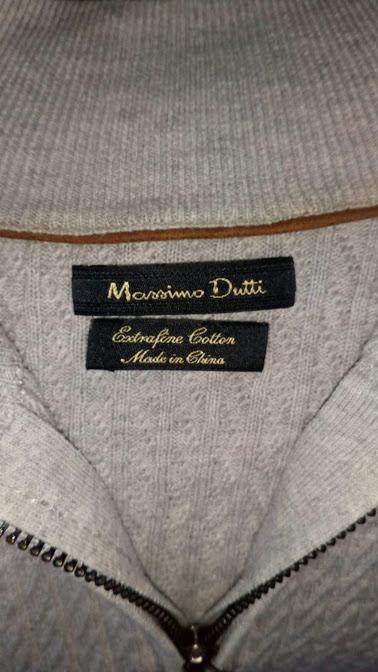 Massimo Dutti
Extrafine Cotton
Made in China